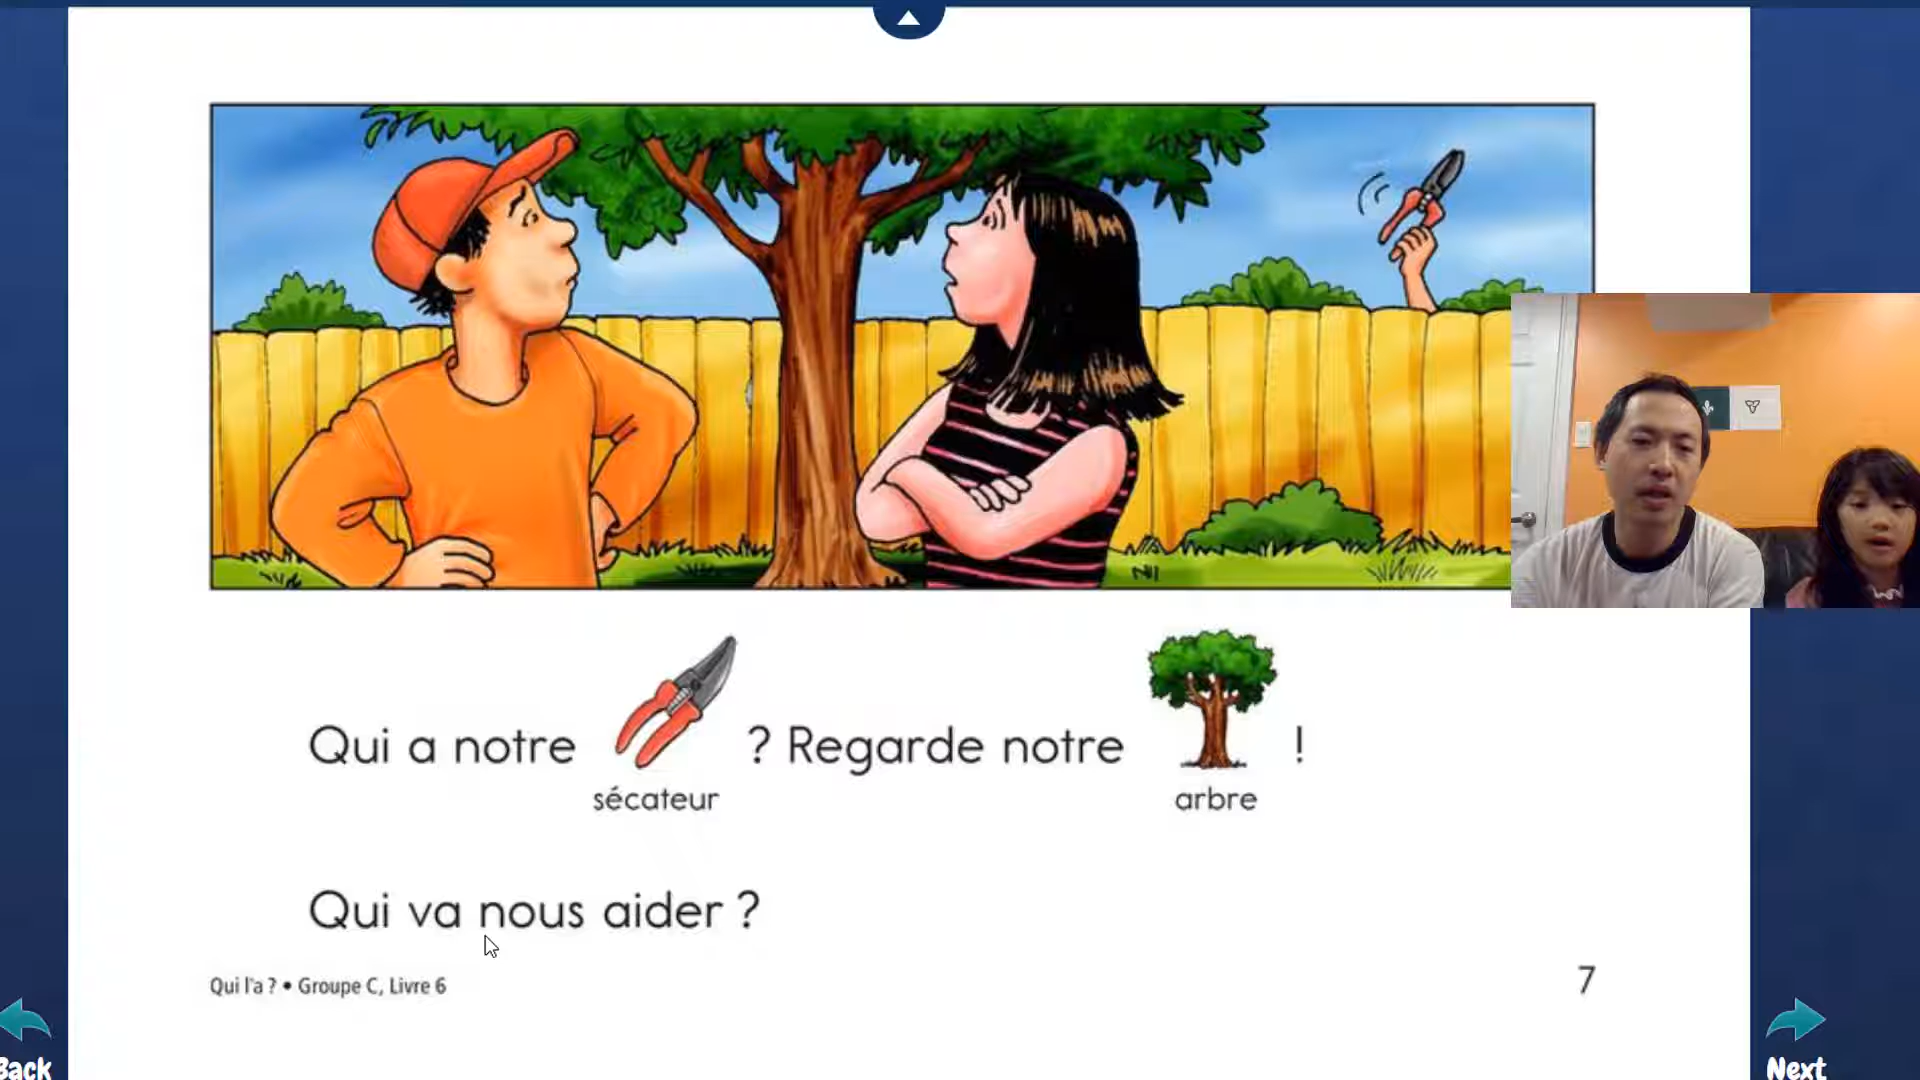 Qui a notre ? Regarde notre !
sécateur arbre
Qui va nous aider ?
Qui l'a ? • Groupe C, Livre 6
7
Back
Next